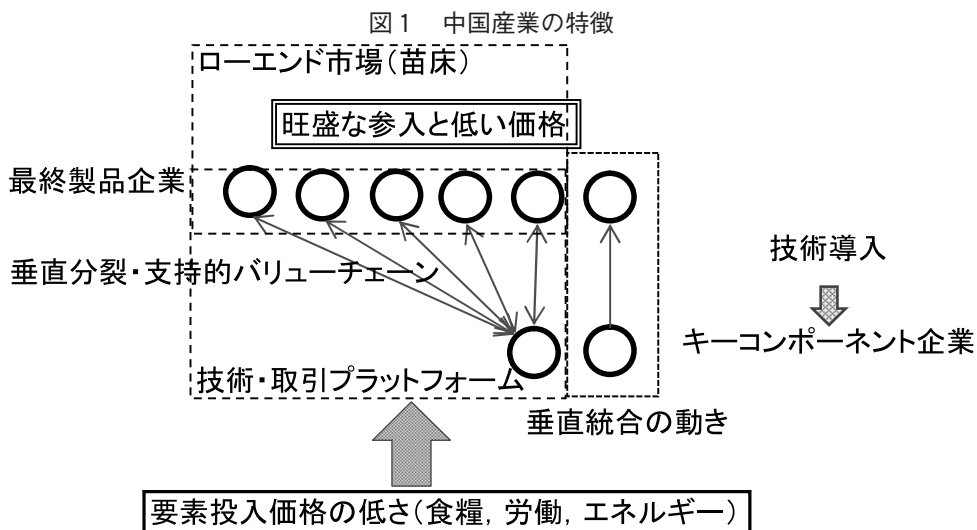 図1 中国産業の特徴
ローエンド市場（苗床）
旺盛な参入と低い価格
最終製品企業
技術導入
垂直分裂・支持的バリューチェーン
キーコンポーネント企業
技術・取引プラットフォーム
垂直統合の動き
要素投入価格の低さ（食糧，労働，エネルギー）